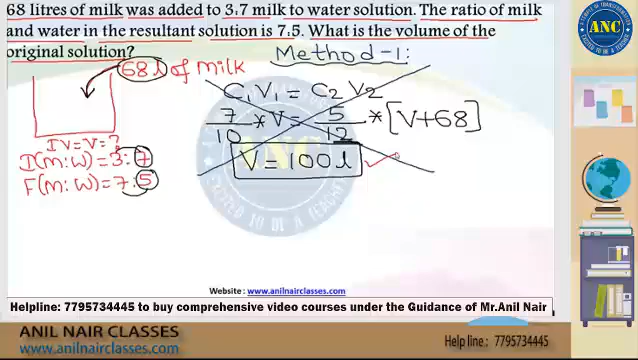 68 litres of milk was added to 3:7 milk to water solution. The ratio of milk
and water in the resultant solution is 7:5. What is the volume of the
original solution?
Method-1:
68 l of milk
C1V1 = C2 V2
7/10 * V = 5/12 * [V+68]
IV=V=?
I(m:w)=3:7
F(m:w)=7:5
V=100l
Website : www.anilnairclasses.com
Helpline: 7795734445 to buy comprehensive video courses under the Guidance of Mr.Anil Nair
ANIL NAIR CLASSES
www.anilnairclasses.com
Help line : 7795734445
ANC